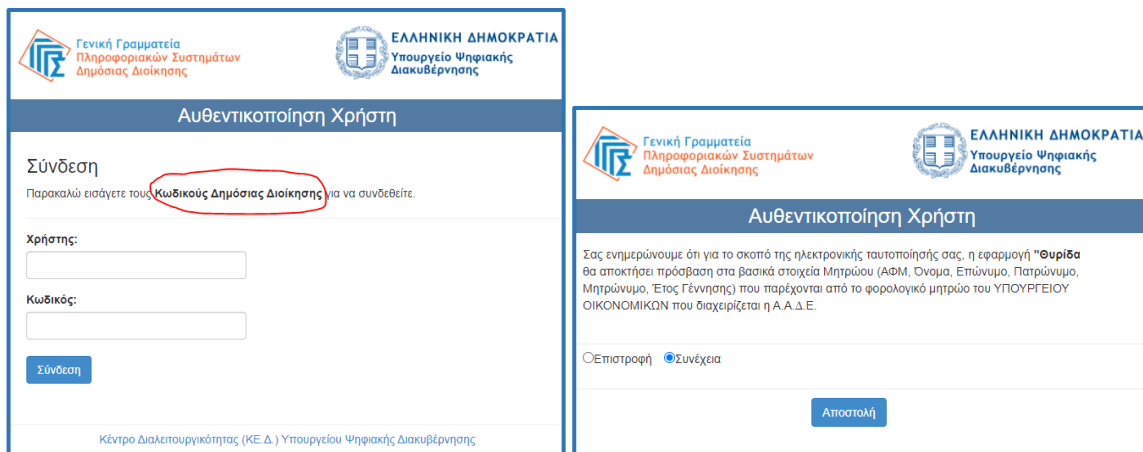 Γενική Γραμματεία
Πληροφοριακών Συστημάτων
Δημόσιας Διοίκησης
ΕΛΛΗΝΙΚΗ ΔΗΜΟΚΡΑΤΙΑ
Υπουργείο Ψηφιακής
Διακυβέρνησης
Αυθεντικοποίηση Χρήστη
Σύνδεση
Παρακαλώ εισάγετε τους Κωδικούς Δημόσιας Διοίκησης για να συνδεθείτε.
Χρήστης:
Κωδικός:
Σύνδεση
Κέντρο Διαλειτουργικότητας (ΚΕ.Δ.) Υπουργείου Ψηφιακής Διακυβέρνησης
Γενική Γραμματεία
Πληροφοριακών Συστημάτων
Δημόσιας Διοίκησης
ΕΛΛΗΝΙΚΗ ΔΗΜΟΚΡΑΤΙΑ
Υπουργείο Ψηφιακής
Διακυβέρνησης
Αυθεντικοποίηση Χρήστη
Σας ενημερώνουμε ότι για το σκοπό της ηλεκτρονικής ταυτοποίησής σας, η εφαρμογή "Θυρίδα
θα αποκτήσει πρόσβαση στα βασικά στοιχεία Μητρώου (ΑΦΜ, Όνομα, Επώνυμο, Πατρώνυμο,
Μητρώνυμο, Έτος Γέννησης) που παρέχονται από το φορολογικό μητρώο του ΥΠΟΥΡΓΕΙΟΥ
ΟΙΚΟΝΟΜΙΚΩΝ που διαχειρίζεται η Α.Α.Δ.Ε.
Επιστροφή Συνέχεια
Αποστολή